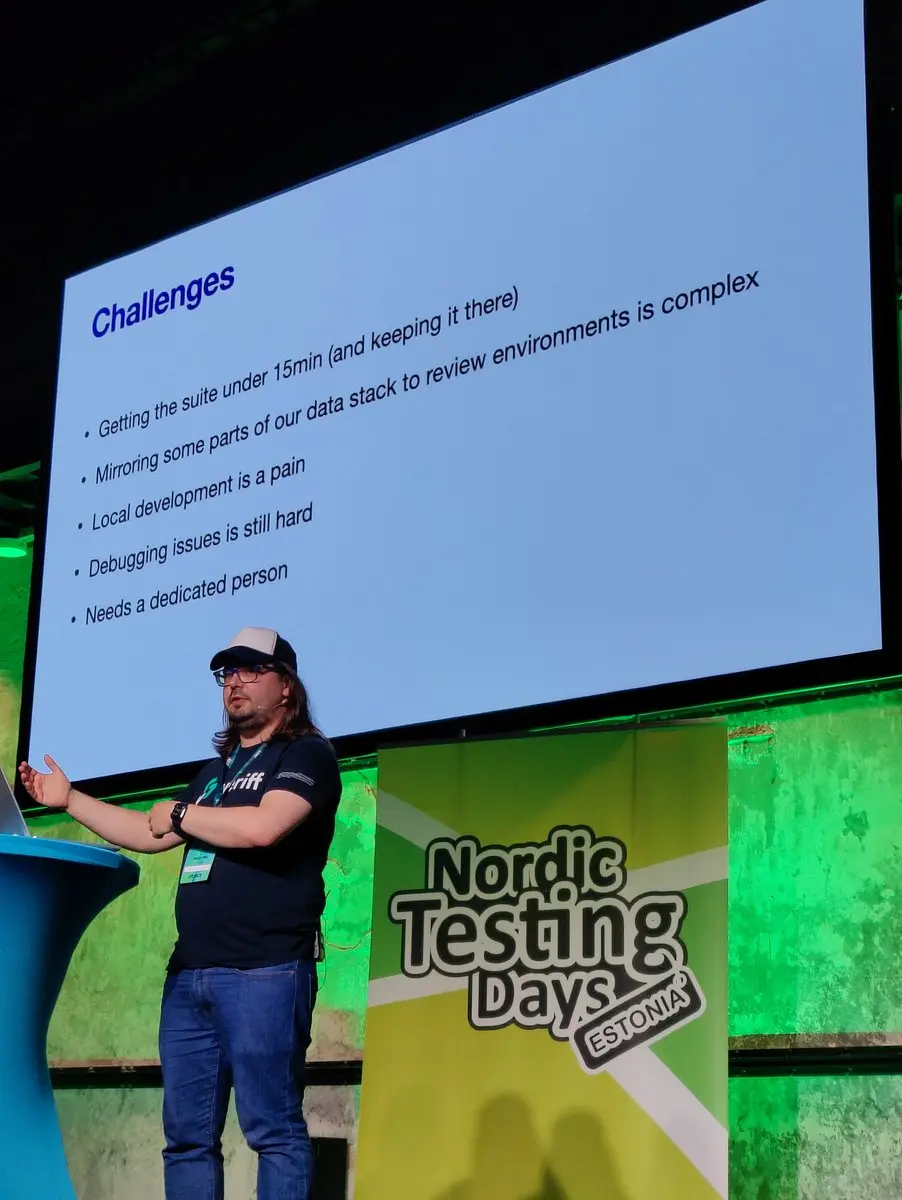 Challenges
• Getting the suite under 15min (and keeping it there)
• Mirroring some parts of our data stack to review environments is complex
• Local development is a pain
• Debugging issues is still hard
• Needs a dedicated person
Nordic
Testing
Days
ESTONIA